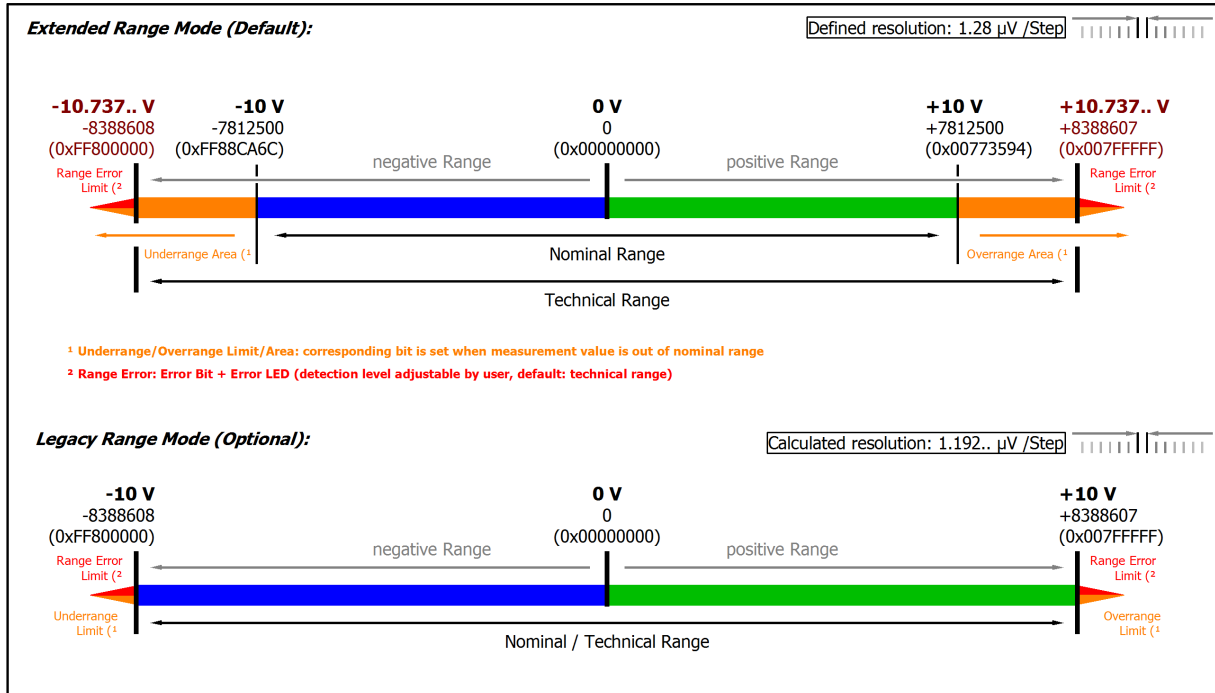 Extended Range Mode (Default):
Defined resolution: 1.28 µV /Step
-10.737.. V
-8388608
(0xFF800000)
-10 V
-7812500
(0xFF88CA6C)
0 V
0
(0x00000000)
+10 V
+7812500
(0x00773594)
+10.737.. V
+8388607
(0x007FFFFF)
negative Range
positive Range
Range Error
Limit (²
Range Error
Limit (²
Underrange Area (¹
Nominal Range
Overrange Area (¹
Technical Range
¹ Underrange/Overrange Limit/Area: corresponding bit is set when measurement value is out of nominal range
² Range Error: Error Bit + Error LED (detection level adjustable by user, default: technical range)
Legacy Range Mode (Optional):
Calculated resolution: 1.192.. µV /Step
-10 V
-8388608
(0xFF800000)
0 V
0
(0x00000000)
+10 V
+8388607
(0x007FFFFF)
negative Range
positive Range
Range Error
Limit (²
Range Error
Limit (²
Underrange
Limit (¹
Overrange
Limit (¹
Nominal / Technical Range